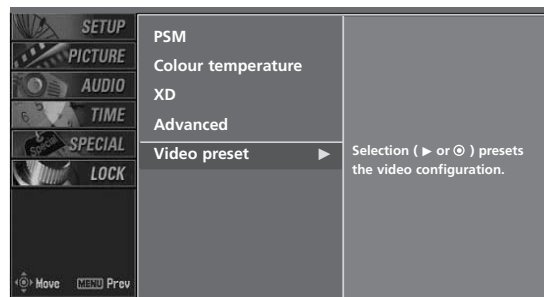 SETUP
PICTURE
AUDIO
TIME
SPECIAL
LOCK
Move MENU Prev
PSM
Colour temperature
XD
Advanced
Video preset ▶
Selection ( ▶ or ⊙ ) presets
the video configuration.